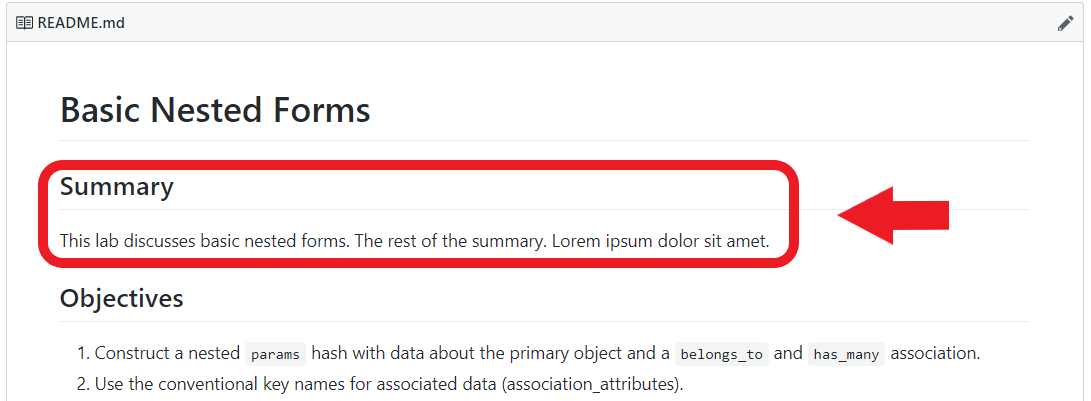 README.md
Basic Nested Forms
Summary
This lab discusses basic nested forms. The rest of the summary. Lorem ipsum dolor sit amet.
Objectives
1. Construct a nested params hash with data about the primary object and a belongs_to and has_many association.
2. Use the conventional key names for associated data (association_attributes).